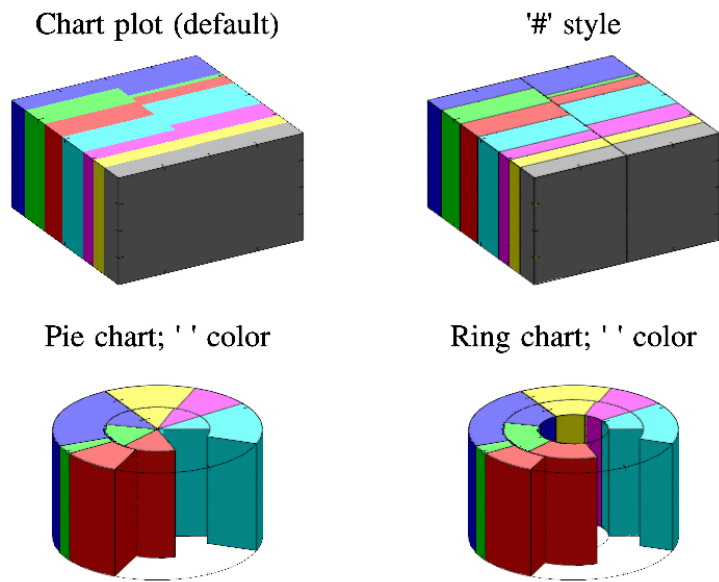 Chart plot (default)
'#' style
Pie chart; ' ' color
Ring chart; ' ' color